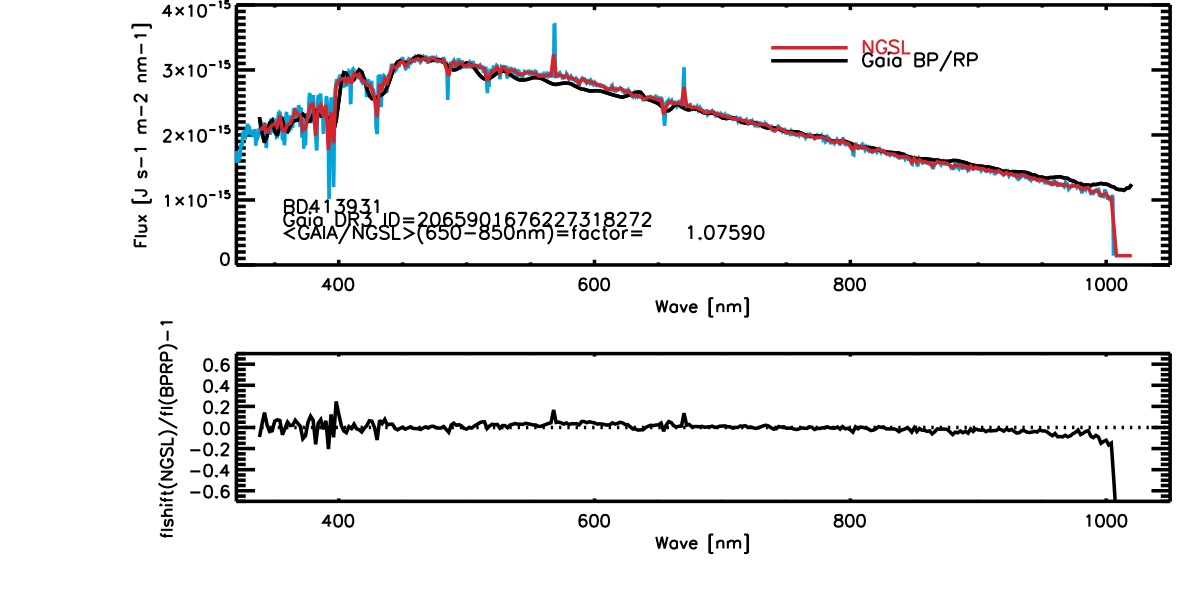 4×10−15
3×10−15
2×10−15
1×10−15
0
Flux [J s−1 m−2 nm−1]
NGSL
Gaia BP/RP
BD413931
Gaia DR3 ID=2065901676227318272
<GAIA/NGSL>(650−850nm)=factor= 1.07590
400 600 800 1000
Wave [nm]
flshift(NGSL)/fl(BPRP)−1
0.6
0.4
0.2
0.0
−0.2
−0.4
−0.6
400 600 800 1000
Wave [nm]